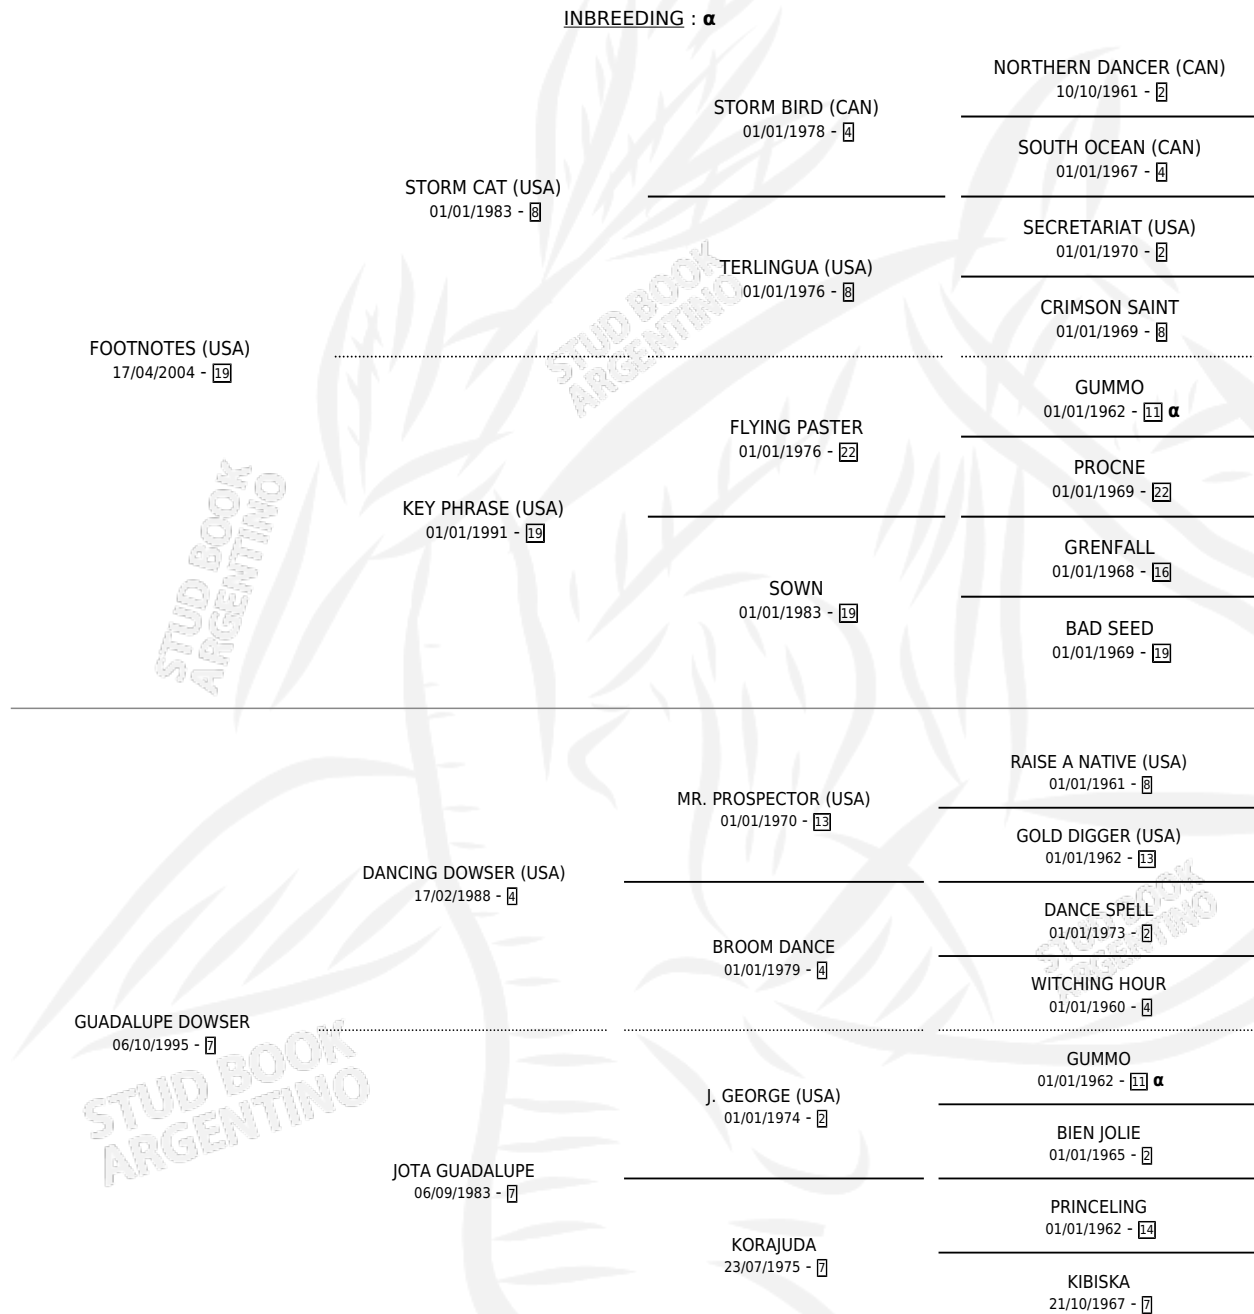 INBREEDING : α
NORTHERN DANCER (CAN)
10/10/1961 - 2
STORM BIRD (CAN)
01/01/1978 - 4
SOUTH OCEAN (CAN)
01/01/1967 - 4
STORM CAT (USA)
01/01/1983 - 8
SECRETARIAT (USA)
01/01/1970 - 2
TERLINGUA (USA)
01/01/1976 - 8
CRIMSON SAINT
01/01/1969 - 8
FOOTNOTES (USA)
17/04/2004 - 19
GUMMO
01/01/1962 - 11 α
FLYING PASTER
01/01/1976 - 22
PROCNE
01/01/1969 - 22
KEY PHRASE (USA)
01/01/1991 - 19
GRENFALL
01/01/1968 - 16
SOWN
01/01/1983 - 19
BAD SEED
01/01/1969 - 19
RAISE A NATIVE (USA)
01/01/1961 - 8
MR. PROSPECTOR (USA)
01/01/1970 - 13
GOLD DIGGER (USA)
01/01/1962 - 13
DANCING DOWSER (USA)
17/02/1988 - 4
DANCE SPELL
01/01/1973 - 2
BROOM DANCE
01/01/1979 - 4
WITCHING HOUR
01/01/1960 - 4
GUADALUPE DOWSER
06/10/1995 - 7
GUMMO
01/01/1962 - 11 α
J. GEORGE (USA)
01/01/1974 - 2
BIEN JOLIE
01/01/1965 - 2
JOTA GUADALUPE
06/09/1983 - 7
PRINCELING
01/01/1962 - 14
KORAJUDA
23/07/1975 - 7
KIBISKA
21/10/1967 - 7
STUD BOOK
ARGENTINO
STUD BOOK
ARGENTINO
STUD BOOK
ARGENTINO
STUD BOOK
ARGENTINO